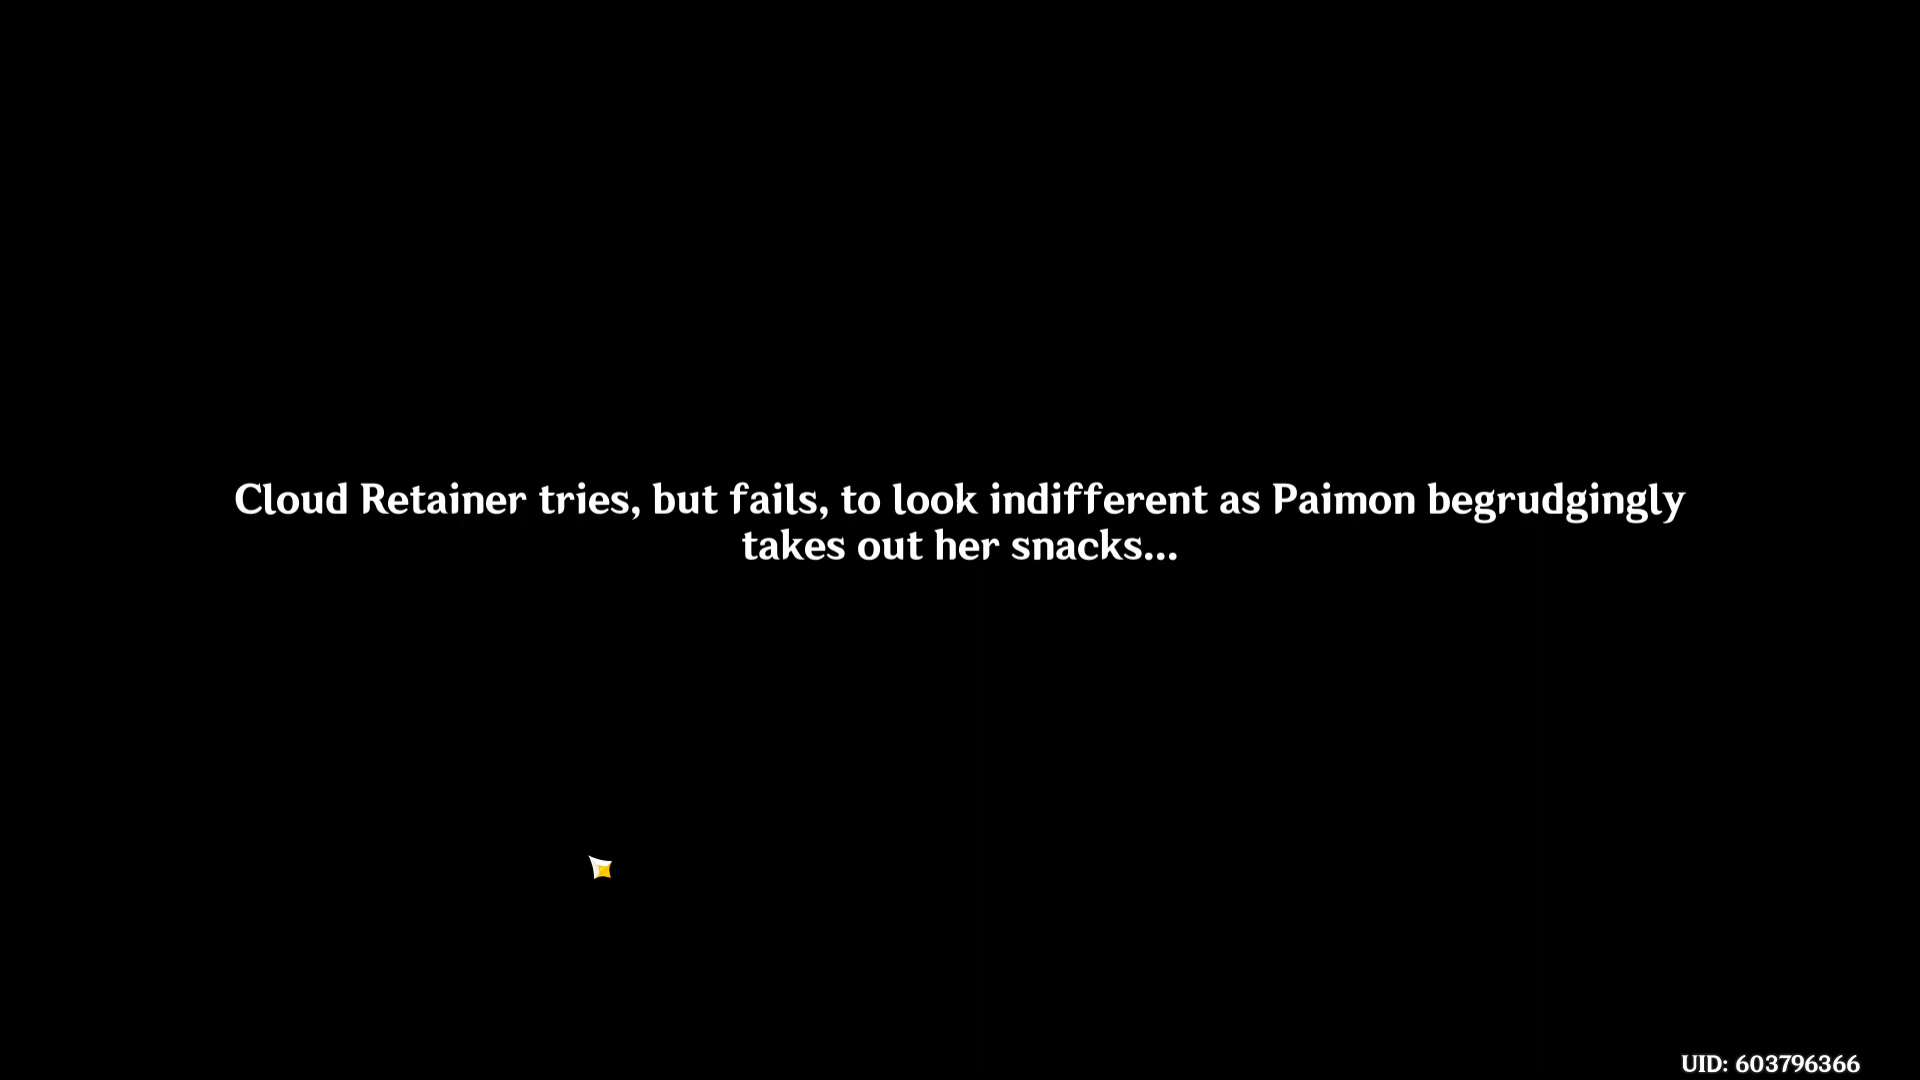 Cloud Retainer tries, but fails, to look indifferent as Paimon begrudgingly
takes out her snacks...
UID: 603796366